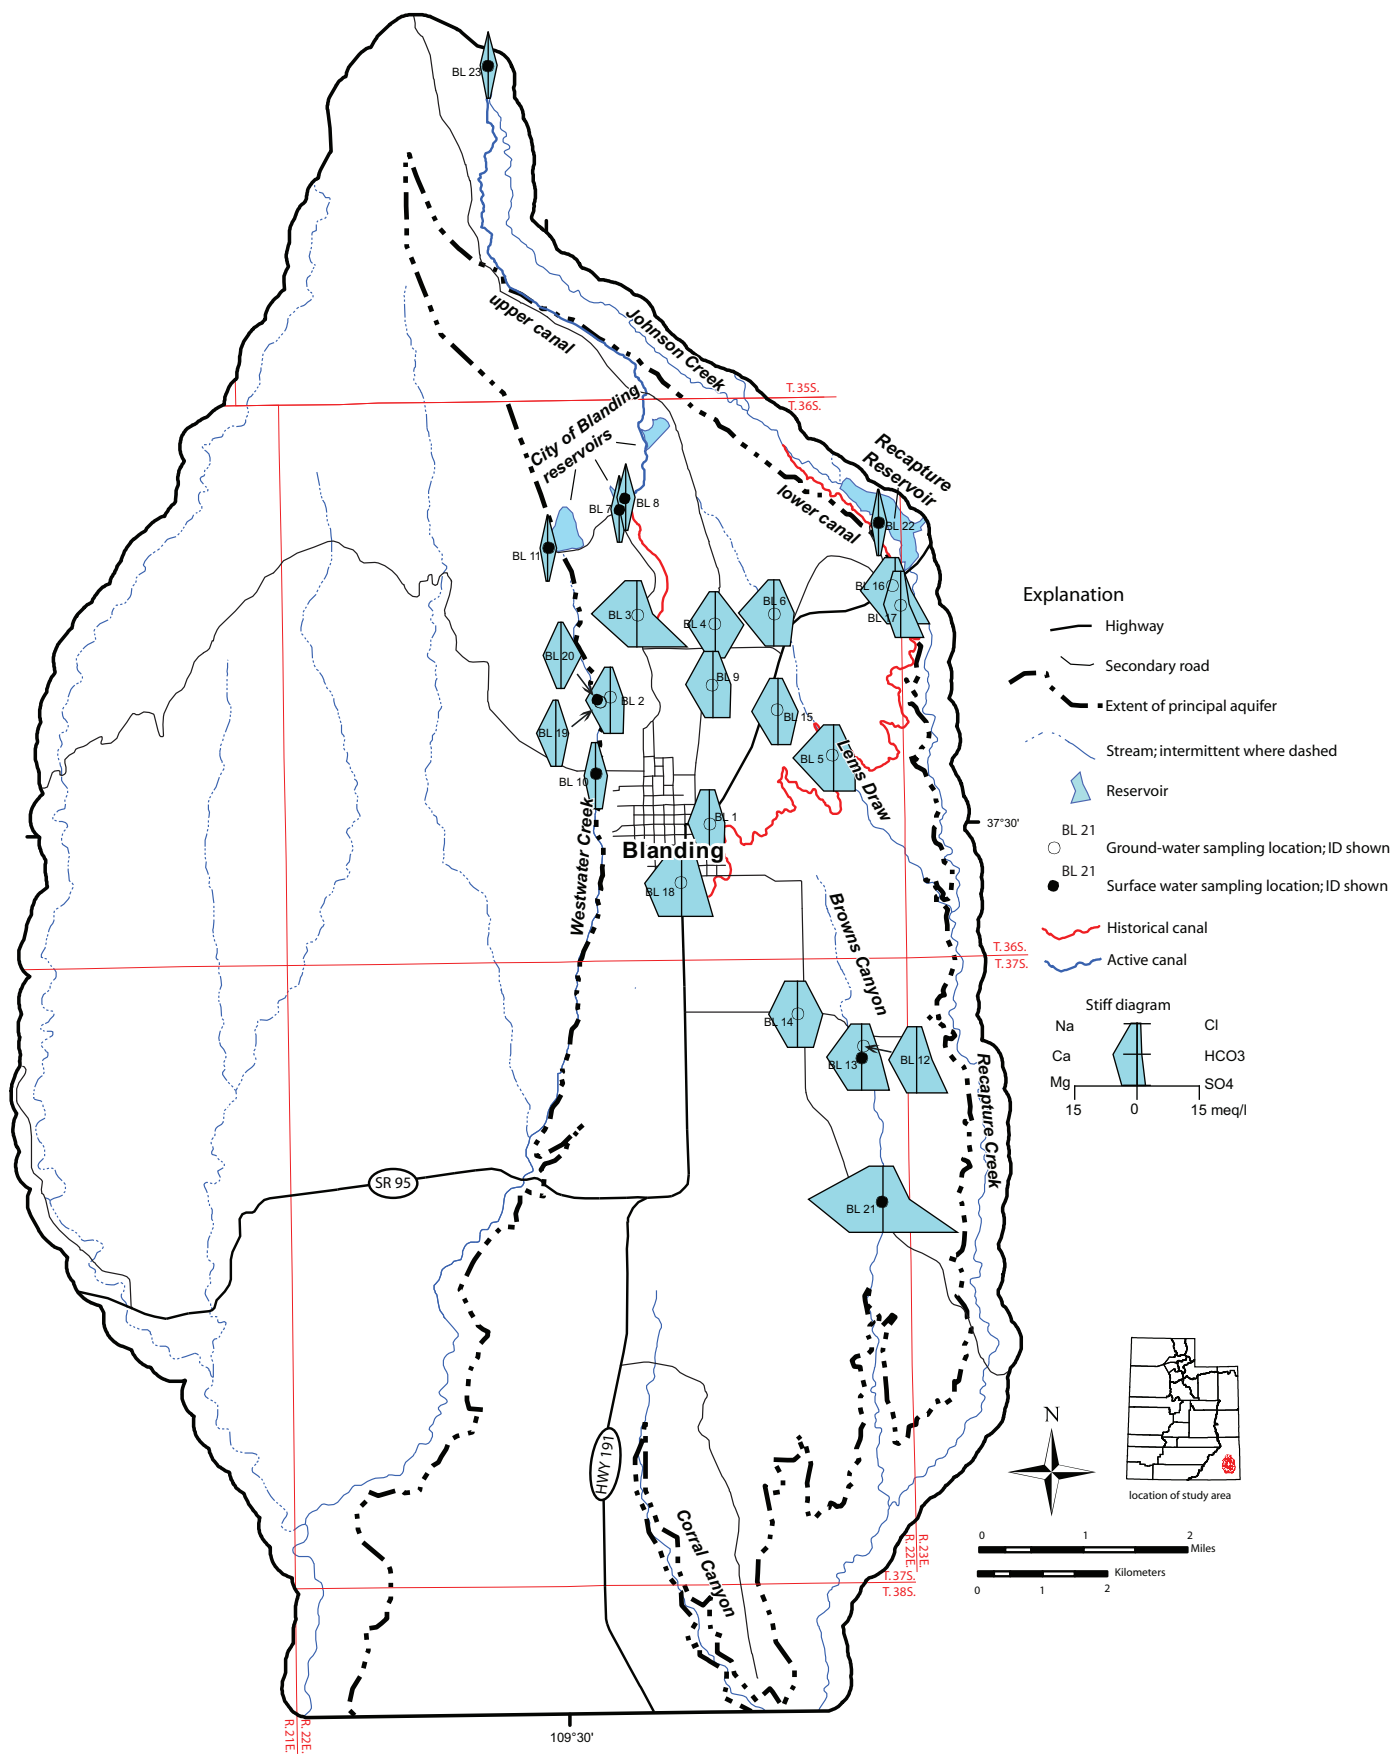 BL 23
upper canal
Johnson Creek
T. 35S.
T. 36S.
City of Blanding
reservoirs
Recapture
Reservoir
lower canal
BL 7
BL 8
BL 22
BL 11
BL 16
BL 17
BL 3
BL 4
BL 6
BL 20
BL 2
BL 9
BL 15
BL 19
BL 5
Lems Draw
BL 10
BL 1
Westwater Creek
Blanding
BL 18
Browns Canyon
T. 36S.
T. 37S.
BL 14
BL 13
BL 12
Recapture Creek
SR 95
BL 21
HWY 191
Corral Canyon
R. 22E.
R. 23E.
T. 37S.
T. 38S.
R. 21E.
R. 22E.
109°30'
37°30'
Explanation
Highway
Secondary road
Extent of principal aquifer
Stream; intermittent where dashed
Reservoir
BL 21
Ground-water sampling location; ID shown
BL 21
Surface water sampling location; ID shown
Historical canal
Active canal
Stiff diagram
Na Cl
Ca HCO3
Mg SO4
15 0 15 meq/l
N
location of study area
0 1 2
Miles
Kilometers
0 1 2